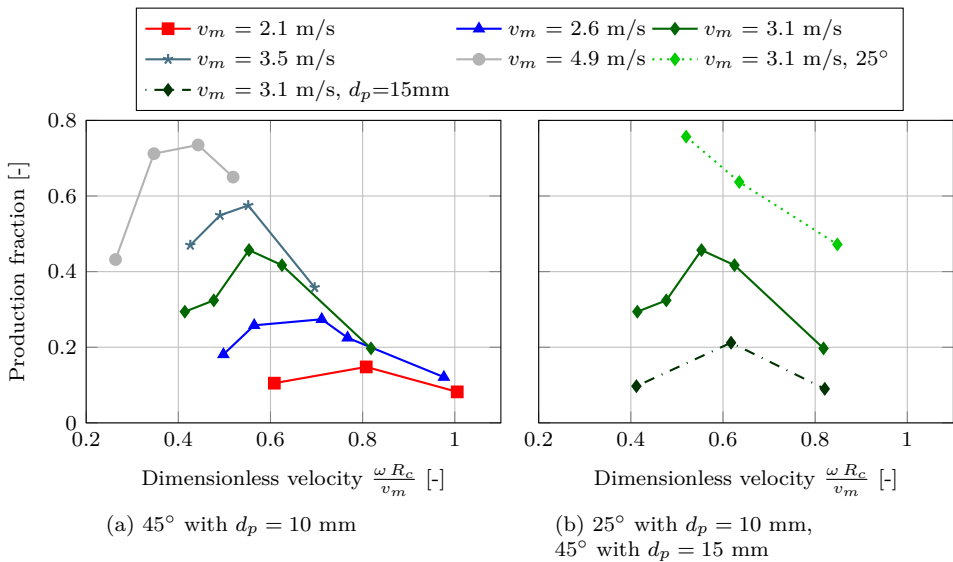 v_m = 2.1 m/s
v_m = 2.6 m/s
v_m = 3.1 m/s
v_m = 3.5 m/s
v_m = 4.9 m/s
v_m = 3.1 m/s, 25°
v_m = 3.1 m/s, d_p=15mm
Production fraction [-]
0.8
0.6
0.4
0.2
0
0.2 0.4 0.6 0.8 1
Dimensionless velocity \frac{ω R_c}{v_m} [-]
(a) 45° with d_p = 10 mm
0.2 0.4 0.6 0.8 1
Dimensionless velocity \frac{ω R_c}{v_m} [-]
(b) 25° with d_p = 10 mm,
45° with d_p = 15 mm